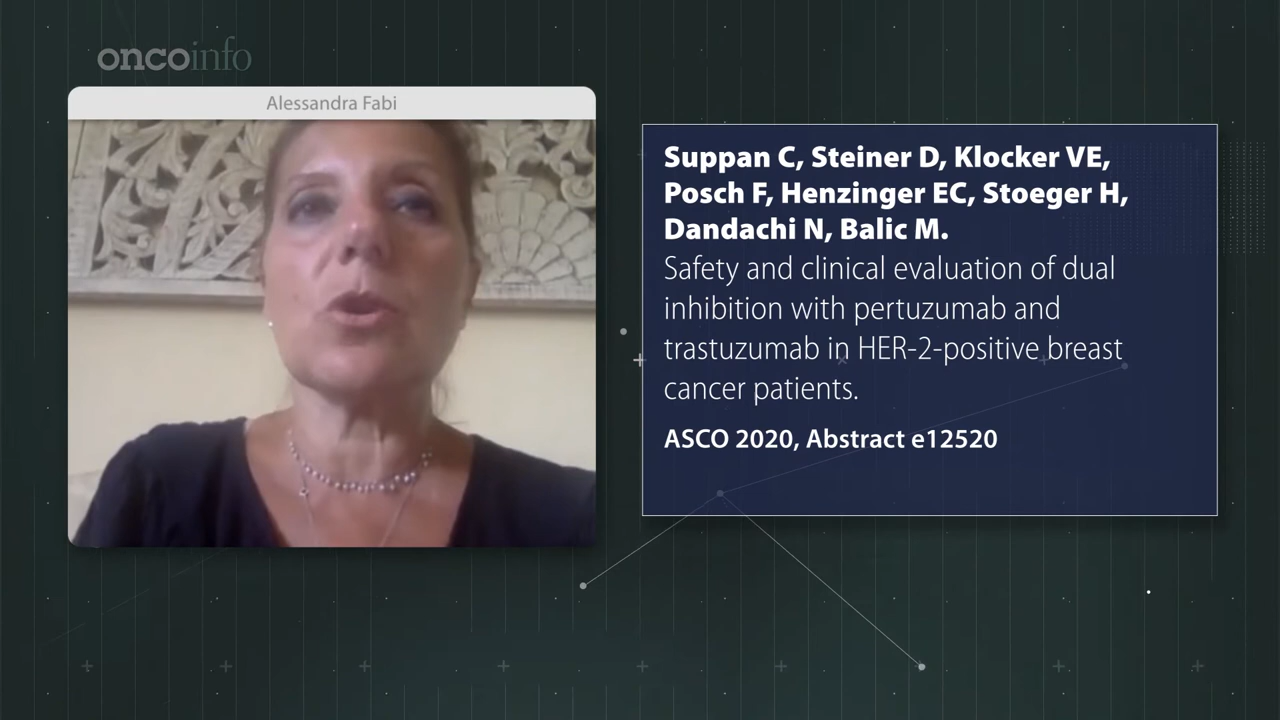 oncoinfo
Alessandra Fabi
Suppan C, Steiner D, Klocker VE,
Posch F, Henzinger EC, Stoeger H,
Dandachi N, Balic M.
Safety and clinical evaluation of dual
inhibition with pertuzumab and
trastuzumab in HER-2-positive breast
cancer patients.
ASCO 2020, Abstract e12520